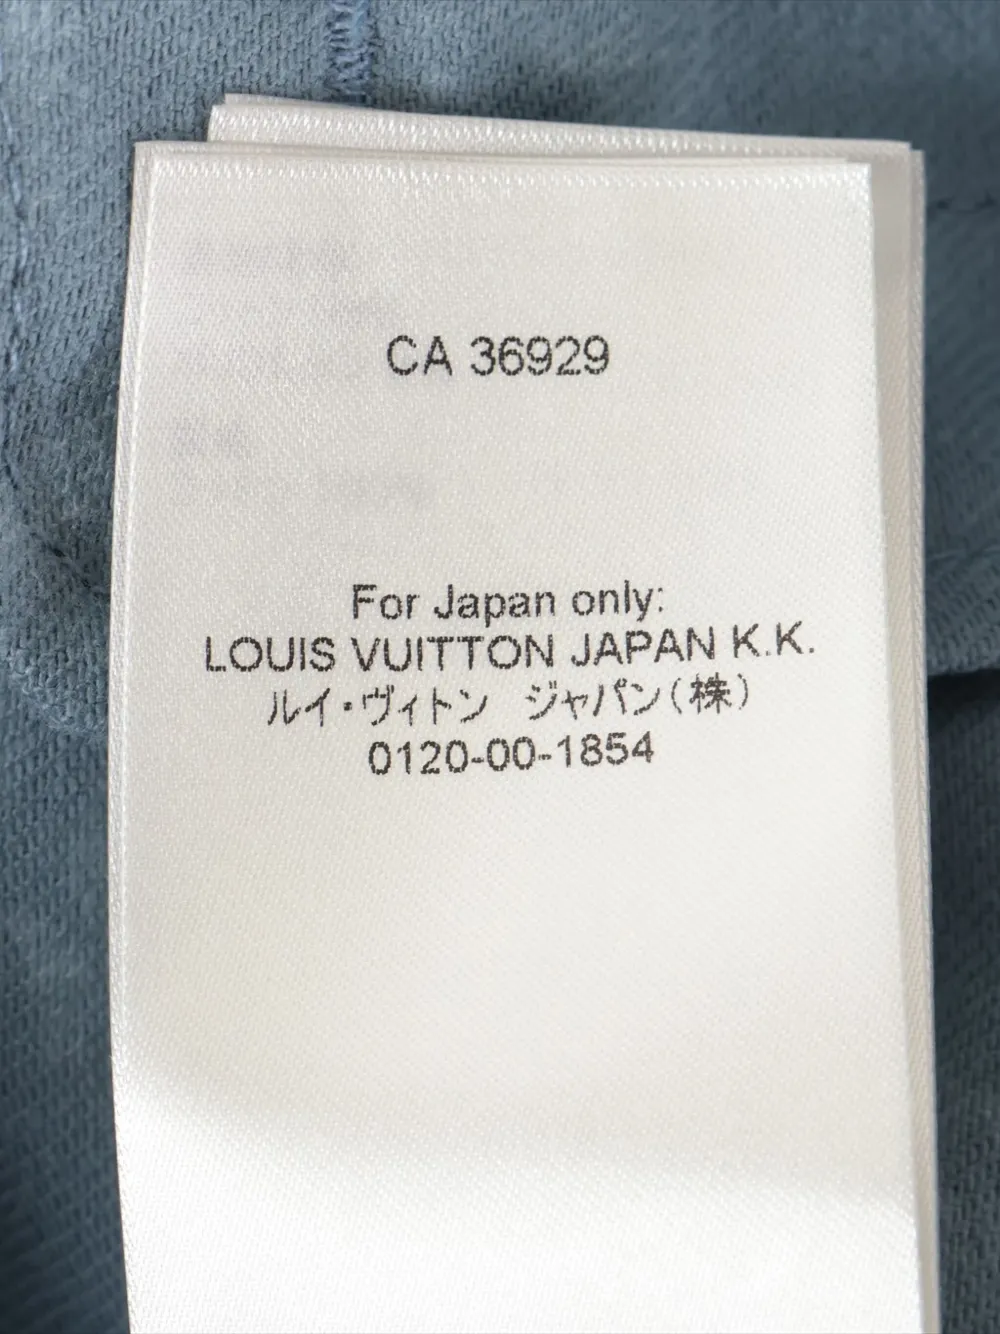 CA 36929
For Japan only:
LOUIS VUITTON JAPAN K.K.
ルイ・ヴィトン　ジャパン(株)
0120-00-1854